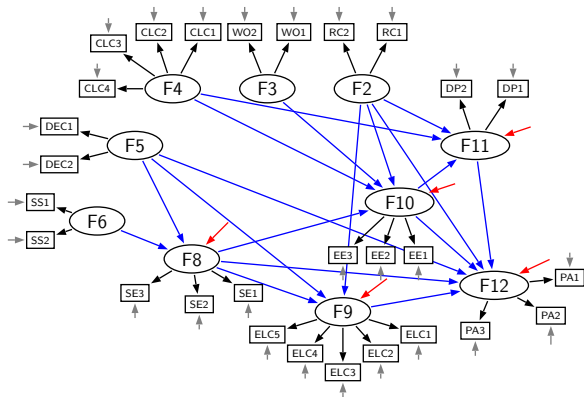 CLC2 CLC1 WO2 WO1 RC2 RC1
CLC3
CLC4 F4 F3 F2 DP2 DP1
DEC1
F5 F11
DEC2
SS1 F10
F6
SS2
F8 EE3 EE2 EE1
F12 PA1
SE3 SE2 SE1
F9 PA2
ELC5 ELC1 PA3
ELC4 ELC2
ELC3